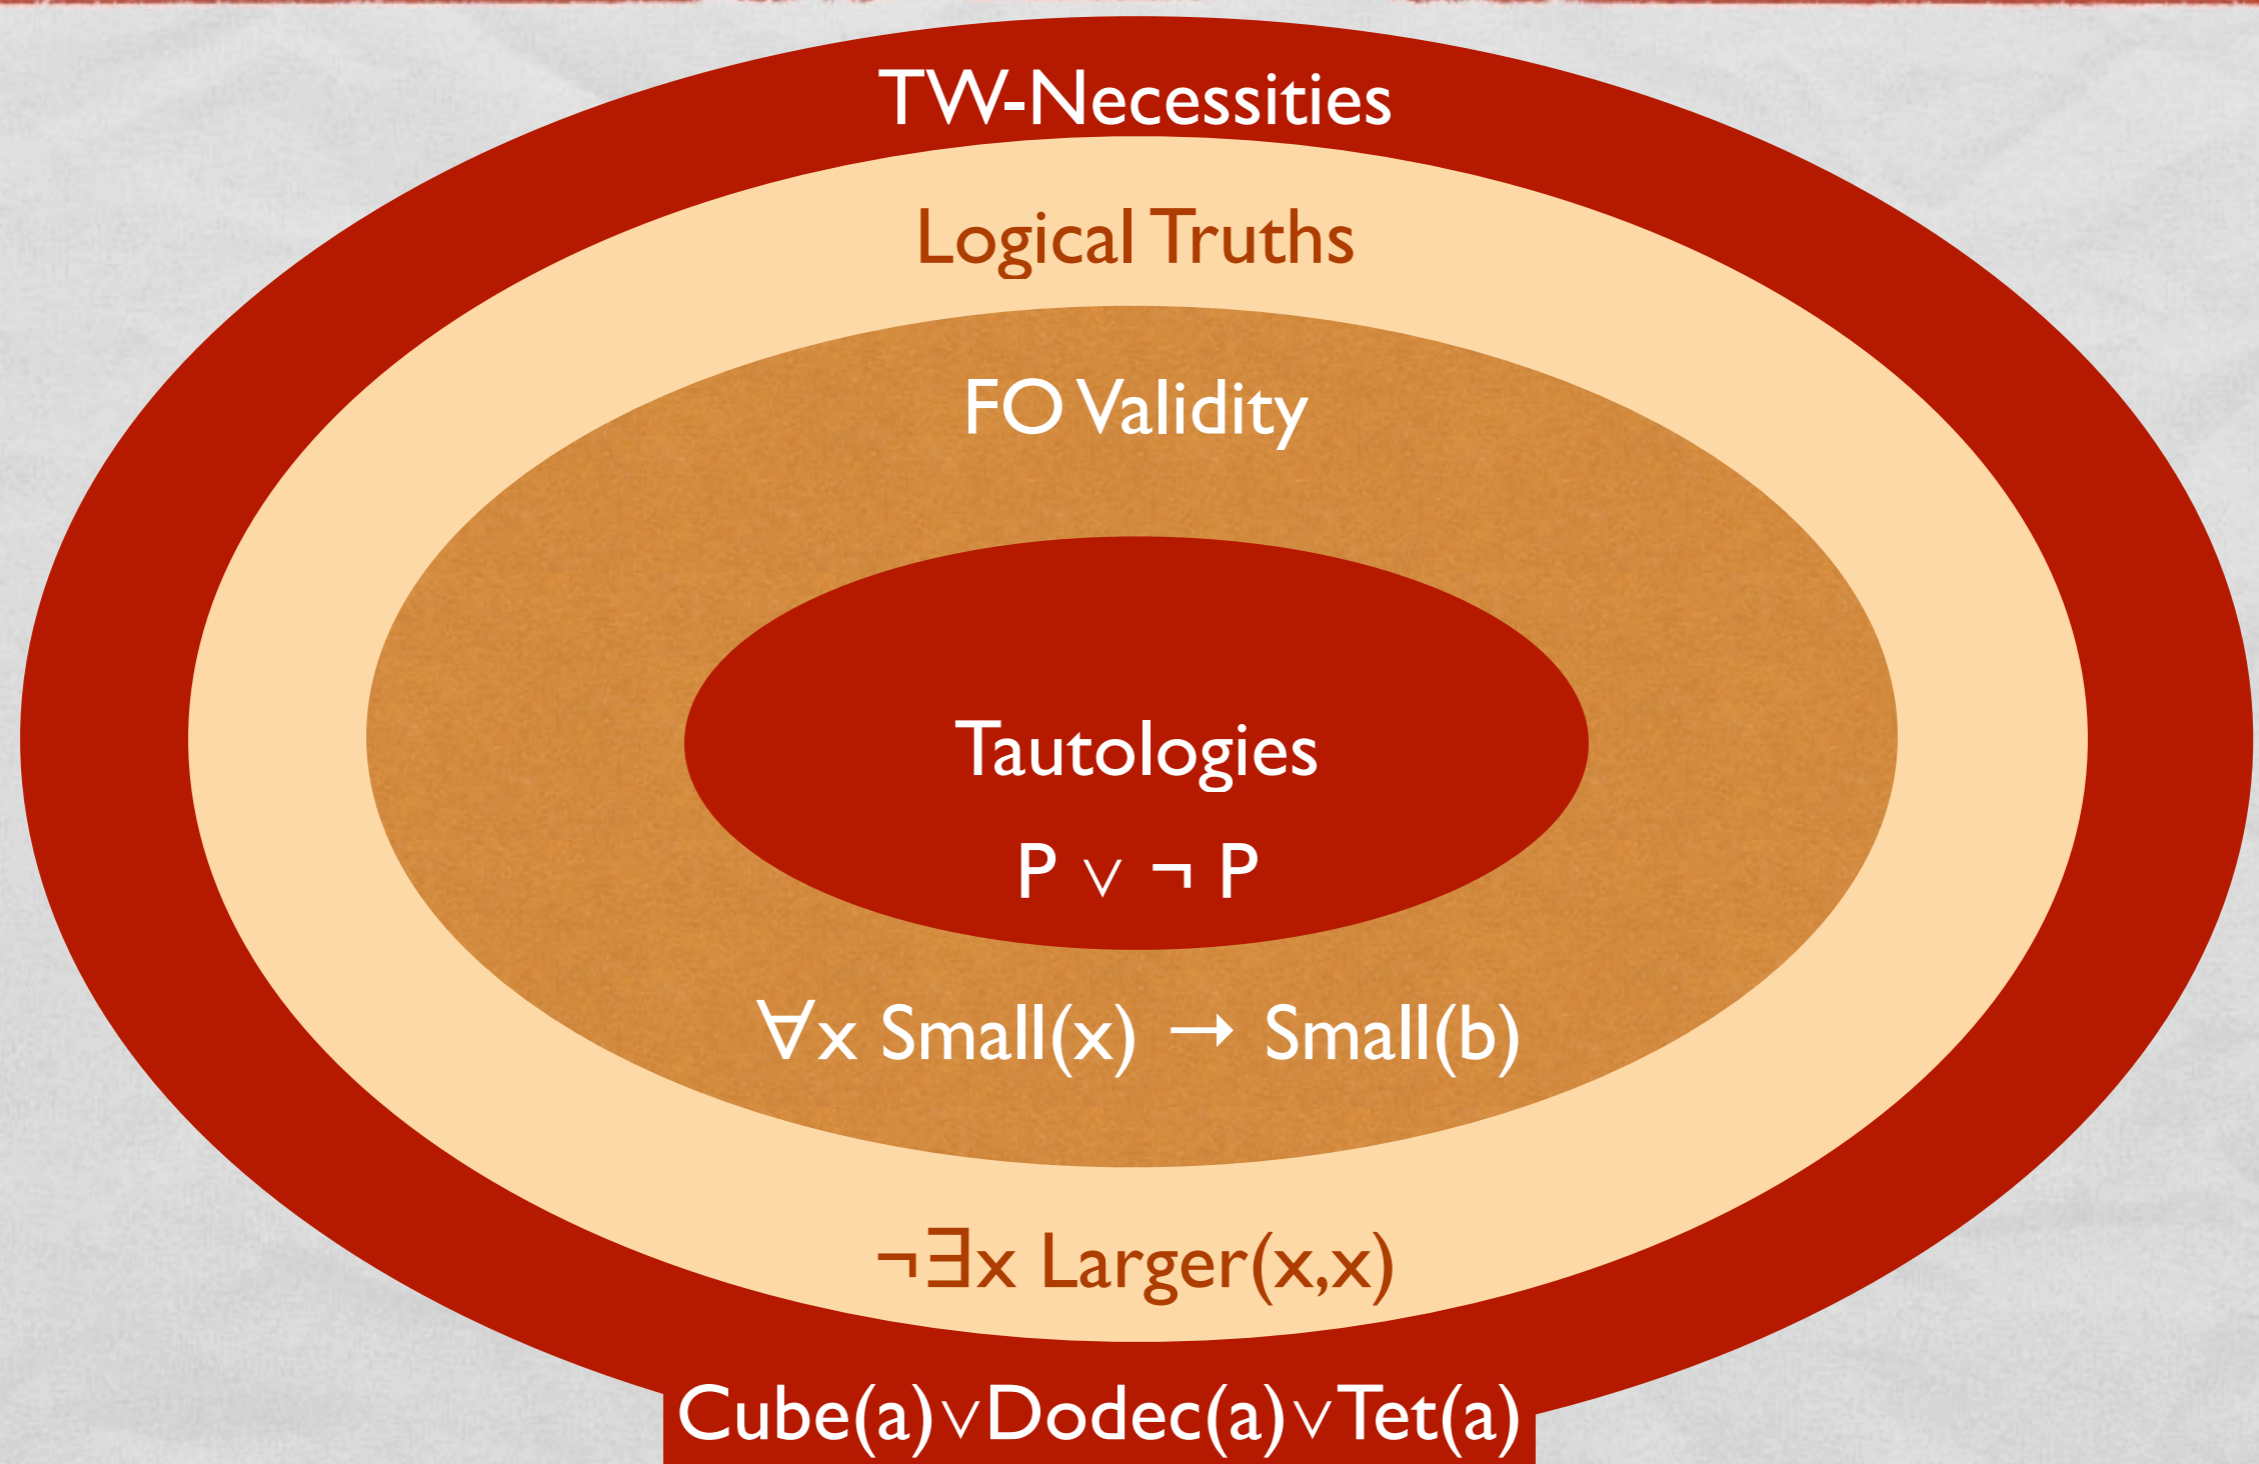 TW-Necessities
Logical Truths
FO Validity
Tautologies
P ∨ ¬ P
∀x Small(x) → Small(b)
¬∃x Larger(x,x)
Cube(a)∨Dodec(a)∨Tet(a)